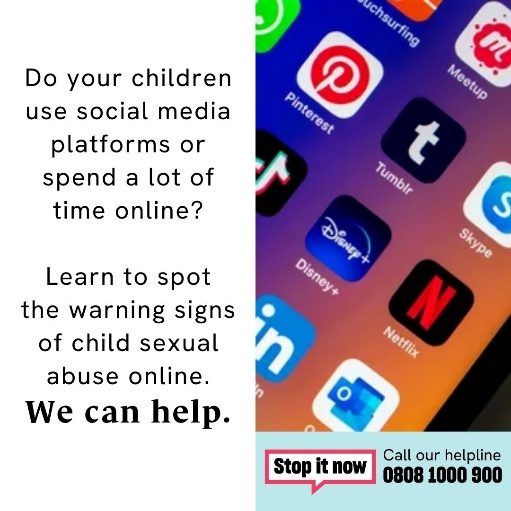 Do your children
use social media
platforms or
spend a lot of
time online?
Learn to spot
the warning signs
of child sexual
abuse online.
We can help.
Meetup
Pinterest
Tumblr
Skype
Disney+
Disney+
Netflix
in
Stop it now
Call our helpline
0808 1000 900